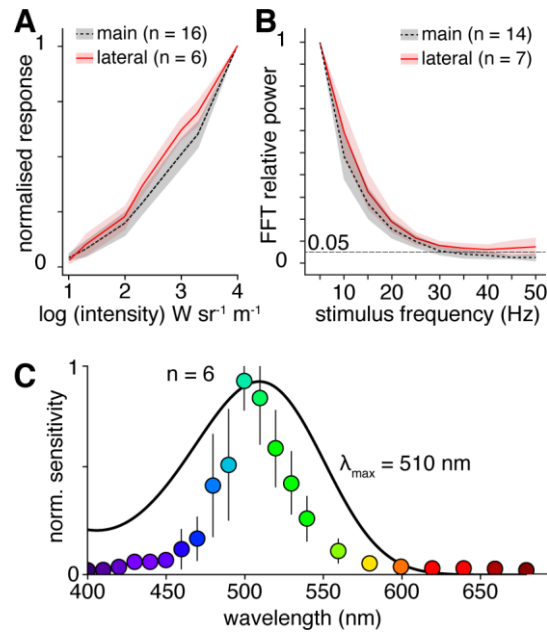 A
main (n = 16)
lateral (n = 6)
normalised response
1
0
1 2 3 4
log (intensity) W sr⁻¹ m⁻¹
B
main (n = 14)
lateral (n = 7)
FFT relative power
1
0.05
0
10 20 30 40 50
stimulus frequency (Hz)
C
n = 6
λmax = 510 nm
norm. sensitivity
1
0
400 450 500 550 600 650
wavelength (nm)